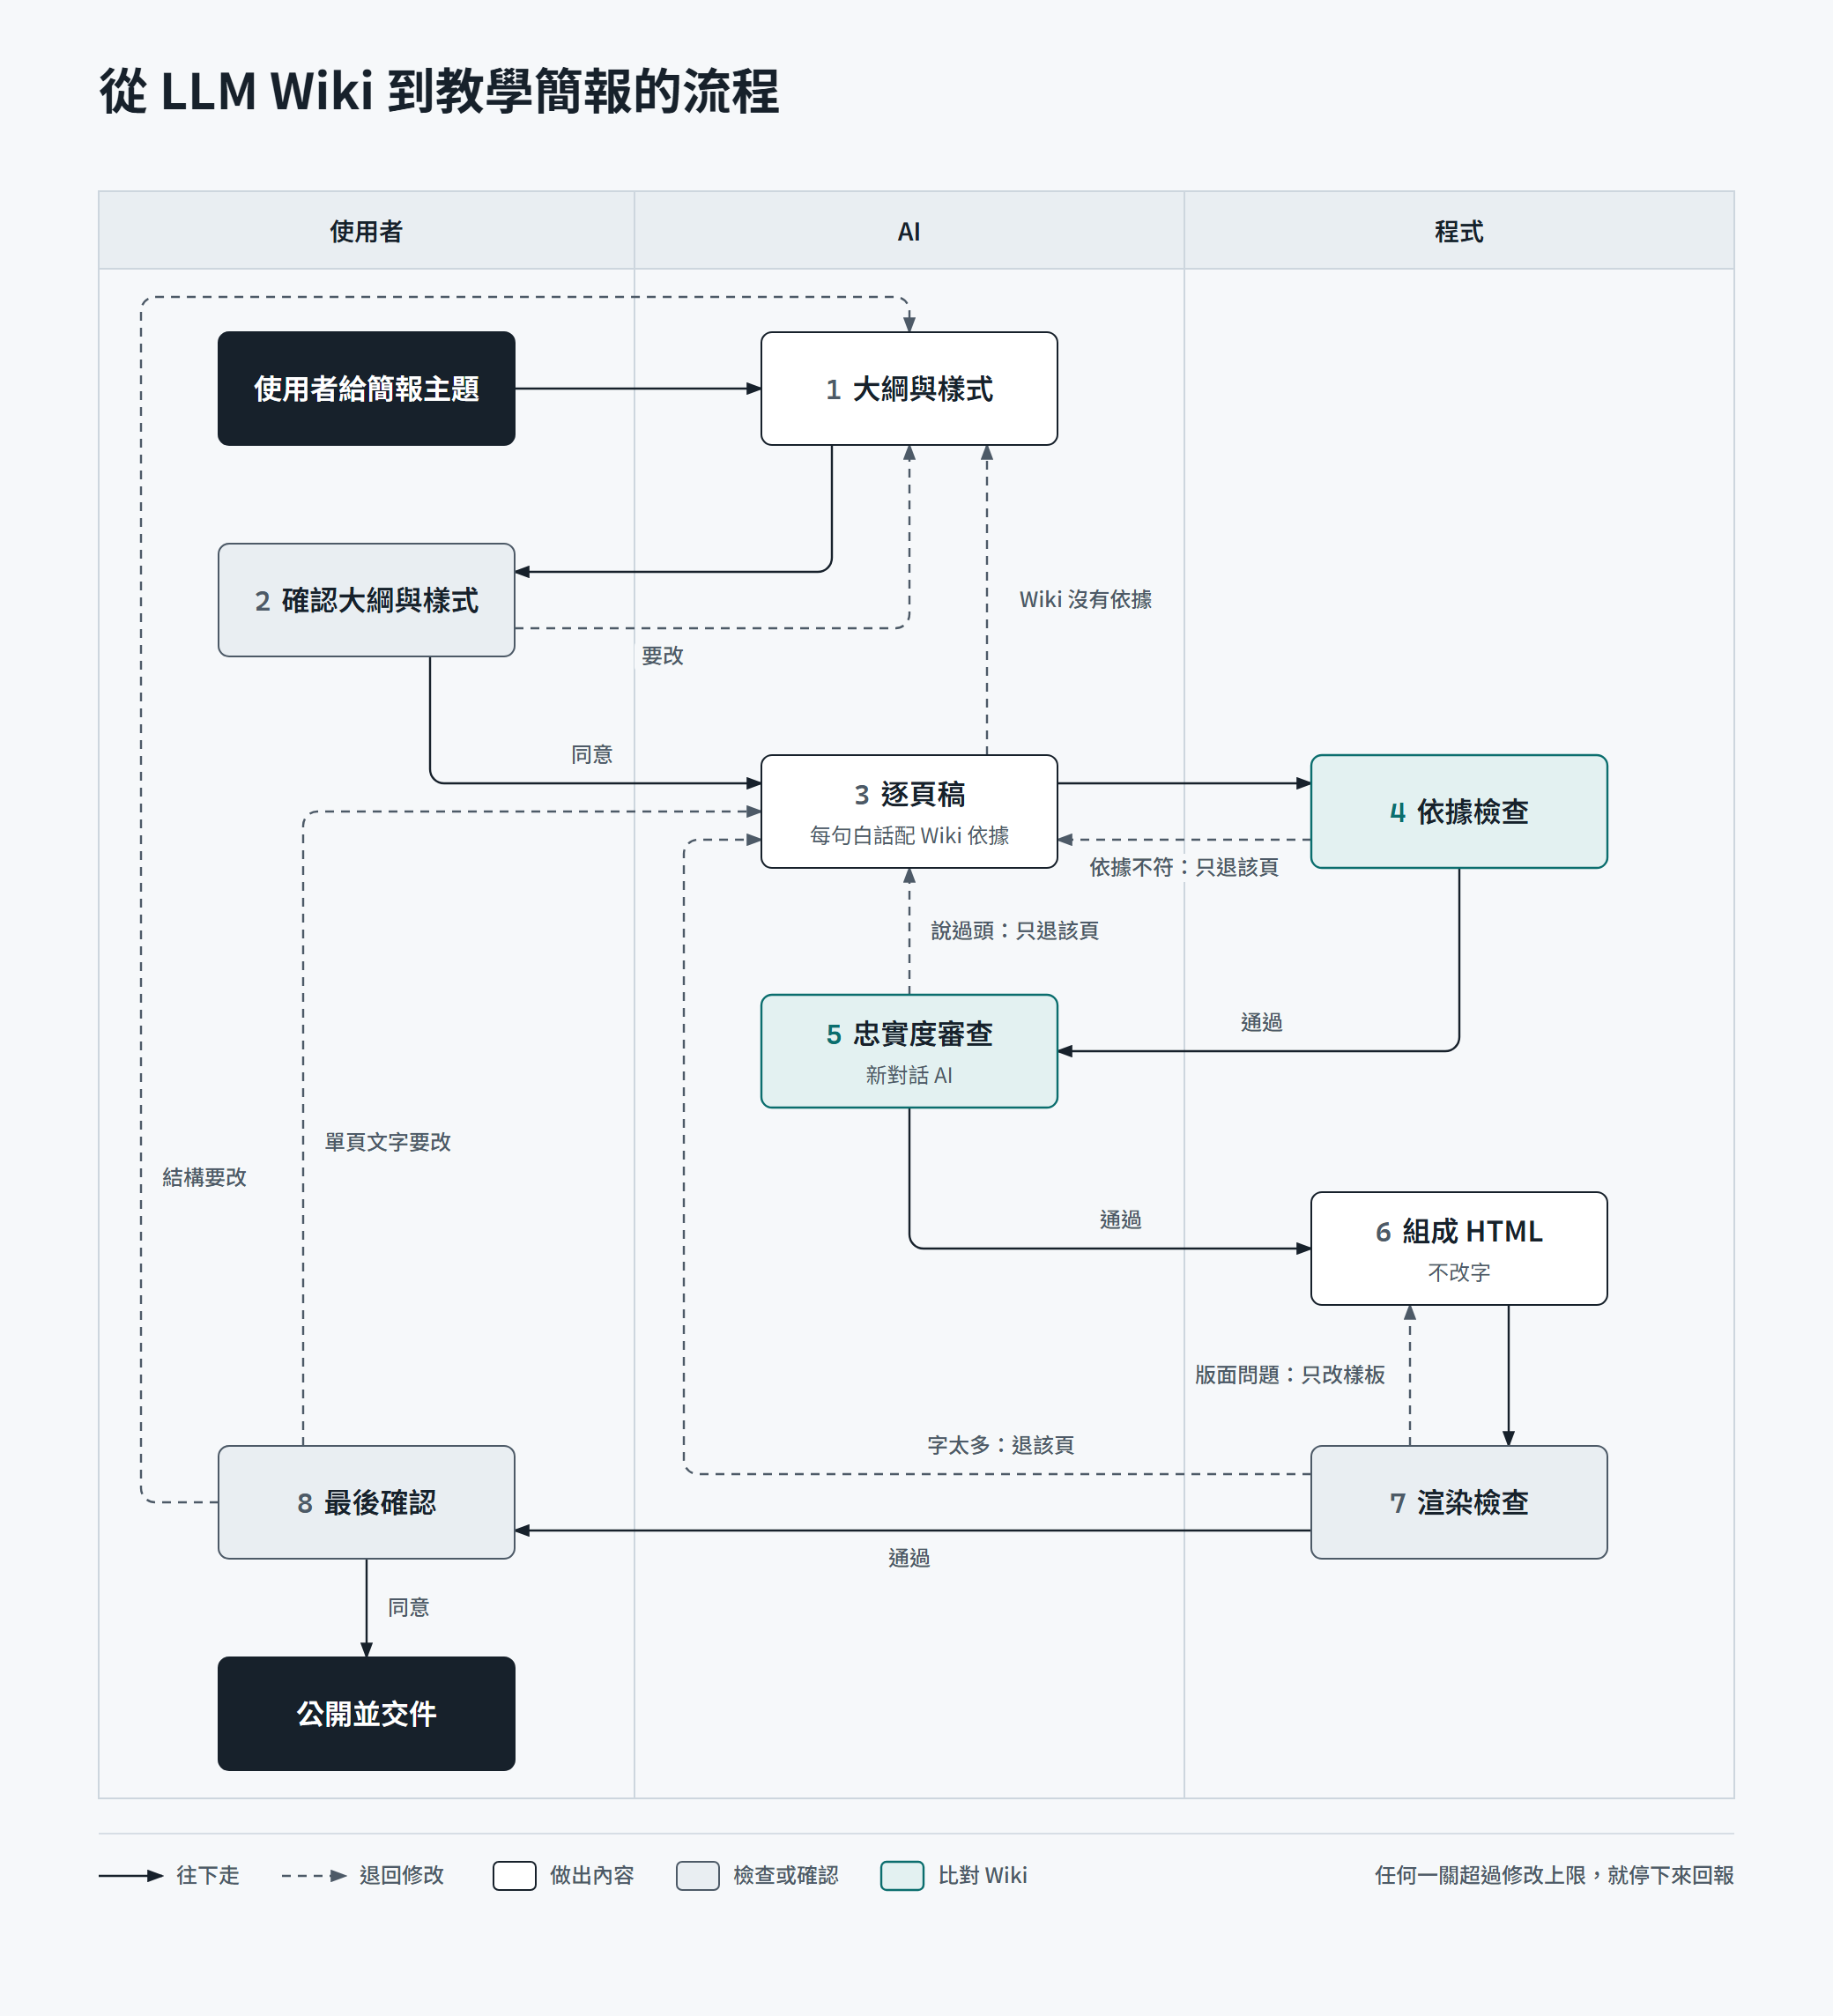 從 LLM Wiki 到教學簡報的流程
使用者
AI
程式
使用者給簡報主題
1 大綱與樣式
2 確認大綱與樣式
Wiki 沒有依據
要改
同意
3 逐頁稿
每句白話配 Wiki 依據
4 依據檢查
依據不符：只退該頁
說過頭：只退該頁
5 忠實度審查
新對話 AI
通過
單頁文字要改
結構要改
通過
6 組成 HTML
不改字
版面問題：只改樣板
字太多：退該頁
8 最後確認
7 渲染檢查
通過
同意
公開並交件
往下走
退回修改
做出內容
檢查或確認
比對 Wiki
任何一關超過修改上限，就停下來回報